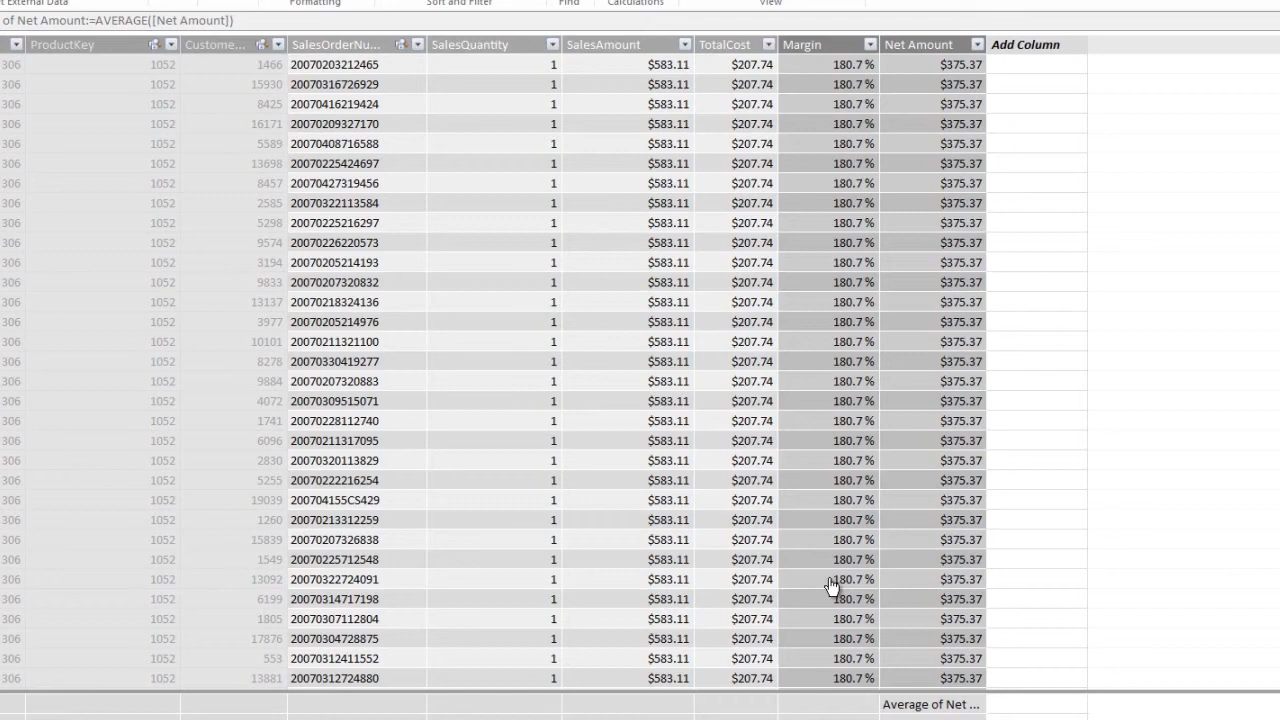 et External Data Formatting Sort and Filter Find Calculations View
of Net Amount:=AVERAGE([Net Amount])
ProductKey Custome... SalesOrderNu... SalesQuantity SalesAmount TotalCost Margin Net Amount Add Column
306 1052 1466 20070203212465 1 $583.11 $207.74 180.7 % $375.37
306 1052 15930 20070316726929 1 $583.11 $207.74 180.7 % $375.37
306 1052 8425 20070416219424 1 $583.11 $207.74 180.7 % $375.37
306 1052 16171 20070209327170 1 $583.11 $207.74 180.7 % $375.37
306 1052 5589 20070408716588 1 $583.11 $207.74 180.7 % $375.37
306 1052 13698 20070225424697 1 $583.11 $207.74 180.7 % $375.37
306 1052 8457 20070427319456 1 $583.11 $207.74 180.7 % $375.37
306 1052 2585 20070322113584 1 $583.11 $207.74 180.7 % $375.37
306 1052 5298 20070225216297 1 $583.11 $207.74 180.7 % $375.37
306 1052 9574 20070226220573 1 $583.11 $207.74 180.7 % $375.37
306 1052 3194 20070205214193 1 $583.11 $207.74 180.7 % $375.37
306 1052 9833 20070207320832 1 $583.11 $207.74 180.7 % $375.37
306 1052 13137 20070218324136 1 $583.11 $207.74 180.7 % $375.37
306 1052 3977 20070205214976 1 $583.11 $207.74 180.7 % $375.37
306 1052 10101 20070211321100 1 $583.11 $207.74 180.7 % $375.37
306 1052 8278 20070330419277 1 $583.11 $207.74 180.7 % $375.37
306 1052 9884 20070207320883 1 $583.11 $207.74 180.7 % $375.37
306 1052 4072 20070309515071 1 $583.11 $207.74 180.7 % $375.37
306 1052 1741 20070228112740 1 $583.11 $207.74 180.7 % $375.37
306 1052 6096 20070211317095 1 $583.11 $207.74 180.7 % $375.37
306 1052 2830 20070320113829 1 $583.11 $207.74 180.7 % $375.37
306 1052 5255 20070222216254 1 $583.11 $207.74 180.7 % $375.37
306 1052 19039 200704155CS429 1 $583.11 $207.74 180.7 % $375.37
306 1052 1260 20070213312259 1 $583.11 $207.74 180.7 % $375.37
306 1052 15839 20070207326838 1 $583.11 $207.74 180.7 % $375.37
306 1052 1549 20070225712548 1 $583.11 $207.74 180.7 % $375.37
306 1052 13092 20070322724091 1 $583.11 $207.74 180.7 % $375.37
306 1052 6199 20070314717198 1 $583.11 $207.74 180.7 % $375.37
306 1052 1805 20070307112804 1 $583.11 $207.74 180.7 % $375.37
306 1052 17876 20070304728875 1 $583.11 $207.74 180.7 % $375.37
306 1052 553 20070312411552 1 $583.11 $207.74 180.7 % $375.37
306 1052 13881 20070312724880 1 $583.11 $207.74 180.7 % $375.37
Average of Net ...